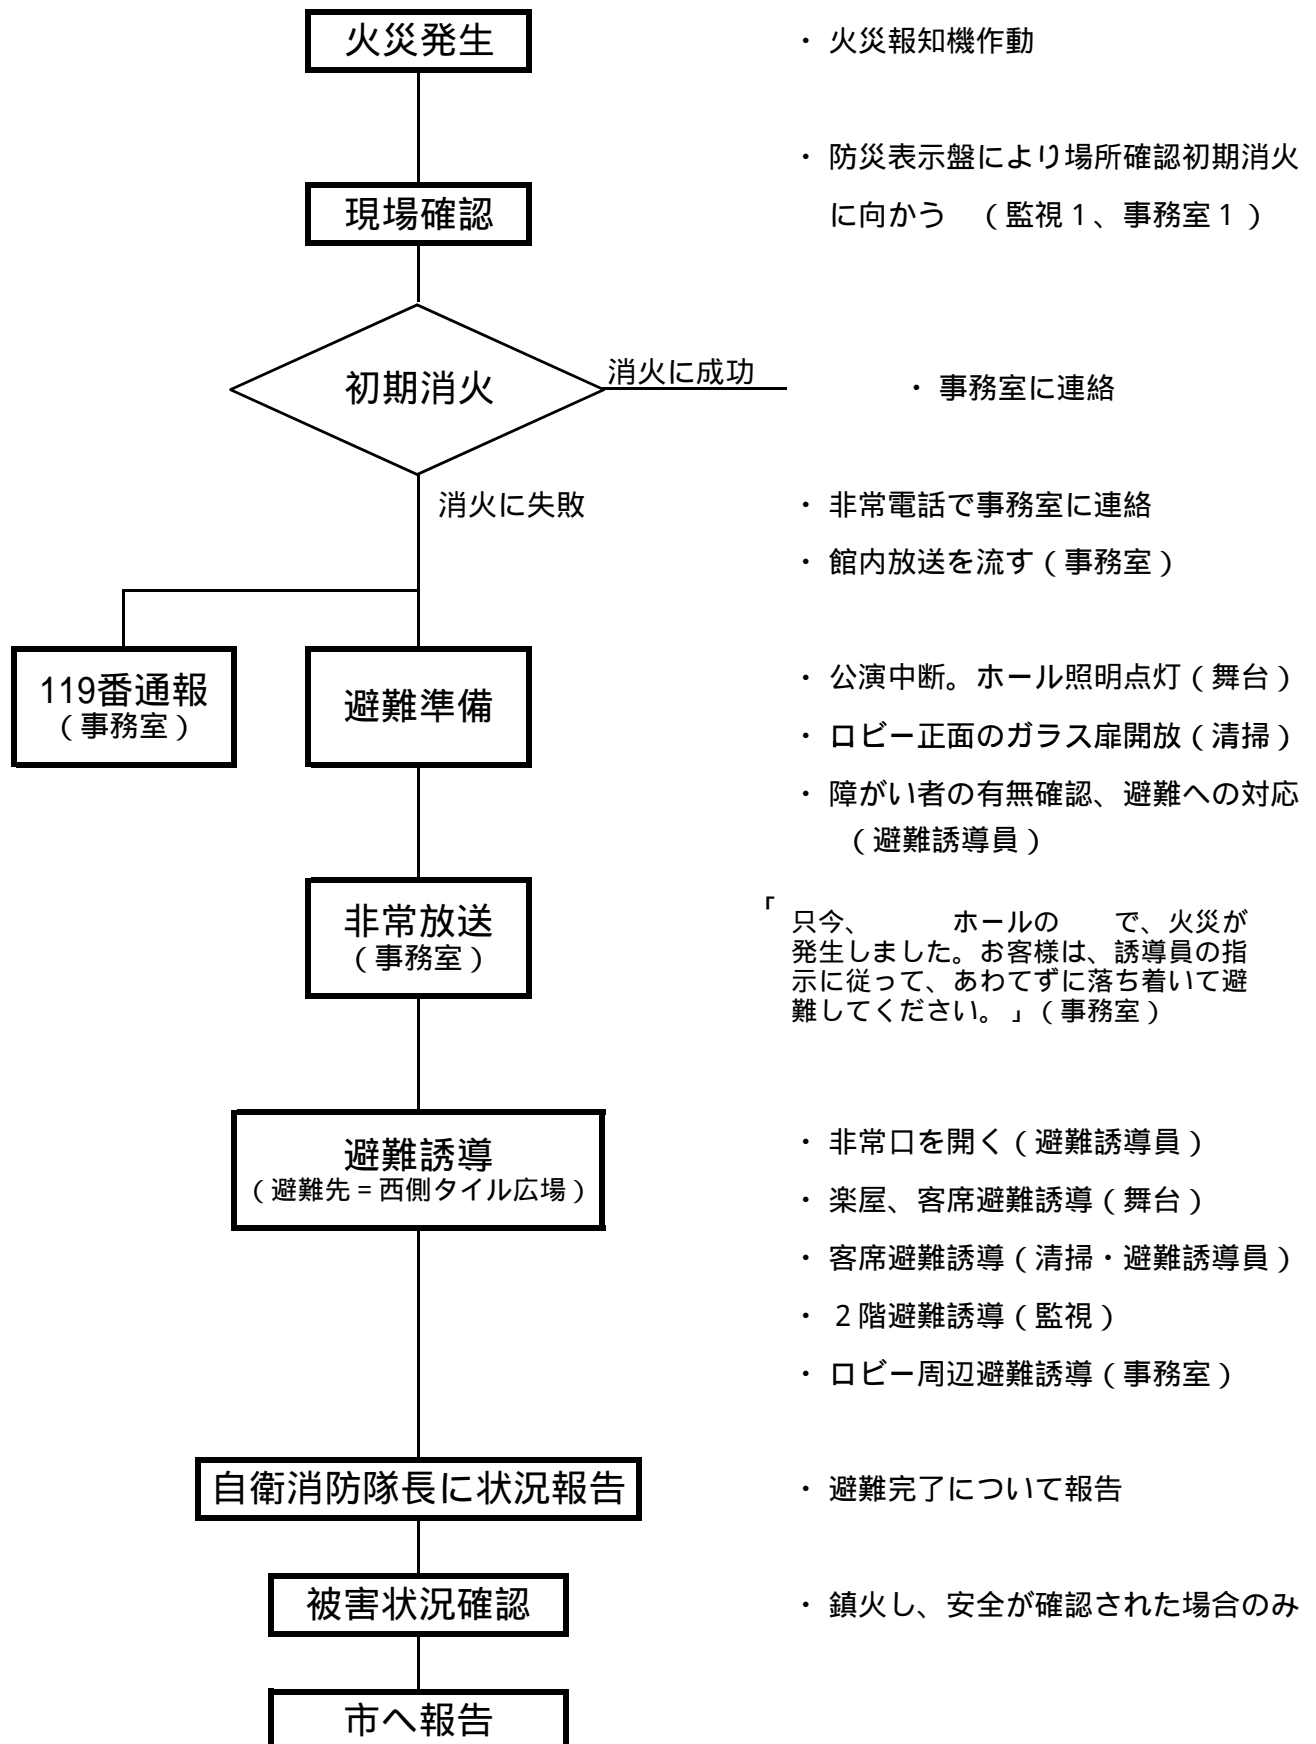 火災発生
・ 火災報知機作動
・ 防災表示盤により場所確認初期消火
現場確認
に向かう （監視１、事務室１）
初期消火
消火に成功
・ 事務室に連絡
消火に失敗
・ 非常電話で事務室に連絡
・ 館内放送を流す（事務室）
119番通報
（事務室）
避難準備
・ 公演中断。ホール照明点灯（舞台）
・ ロビー正面のガラス扉開放（清掃）
・ 障がい者の有無確認、避難への対応
（避難誘導員）
非常放送
（事務室）
「只今、　　　ホールの　　で、火災が
発生しました。お客様は、誘導員の指
示に従って、あわてずに落ち着いて避
難してください。」（事務室）
避難誘導
（避難先＝西側タイル広場）
・ 非常口を開く（避難誘導員）
・ 楽屋、客席避難誘導（舞台）
・ 客席避難誘導（清掃・避難誘導員）
・ ２階避難誘導（監視）
・ ロビー周辺避難誘導（事務室）
自衛消防隊長に状況報告
・ 避難完了について報告
被害状況確認
・ 鎮火し、安全が確認された場合のみ
市へ報告